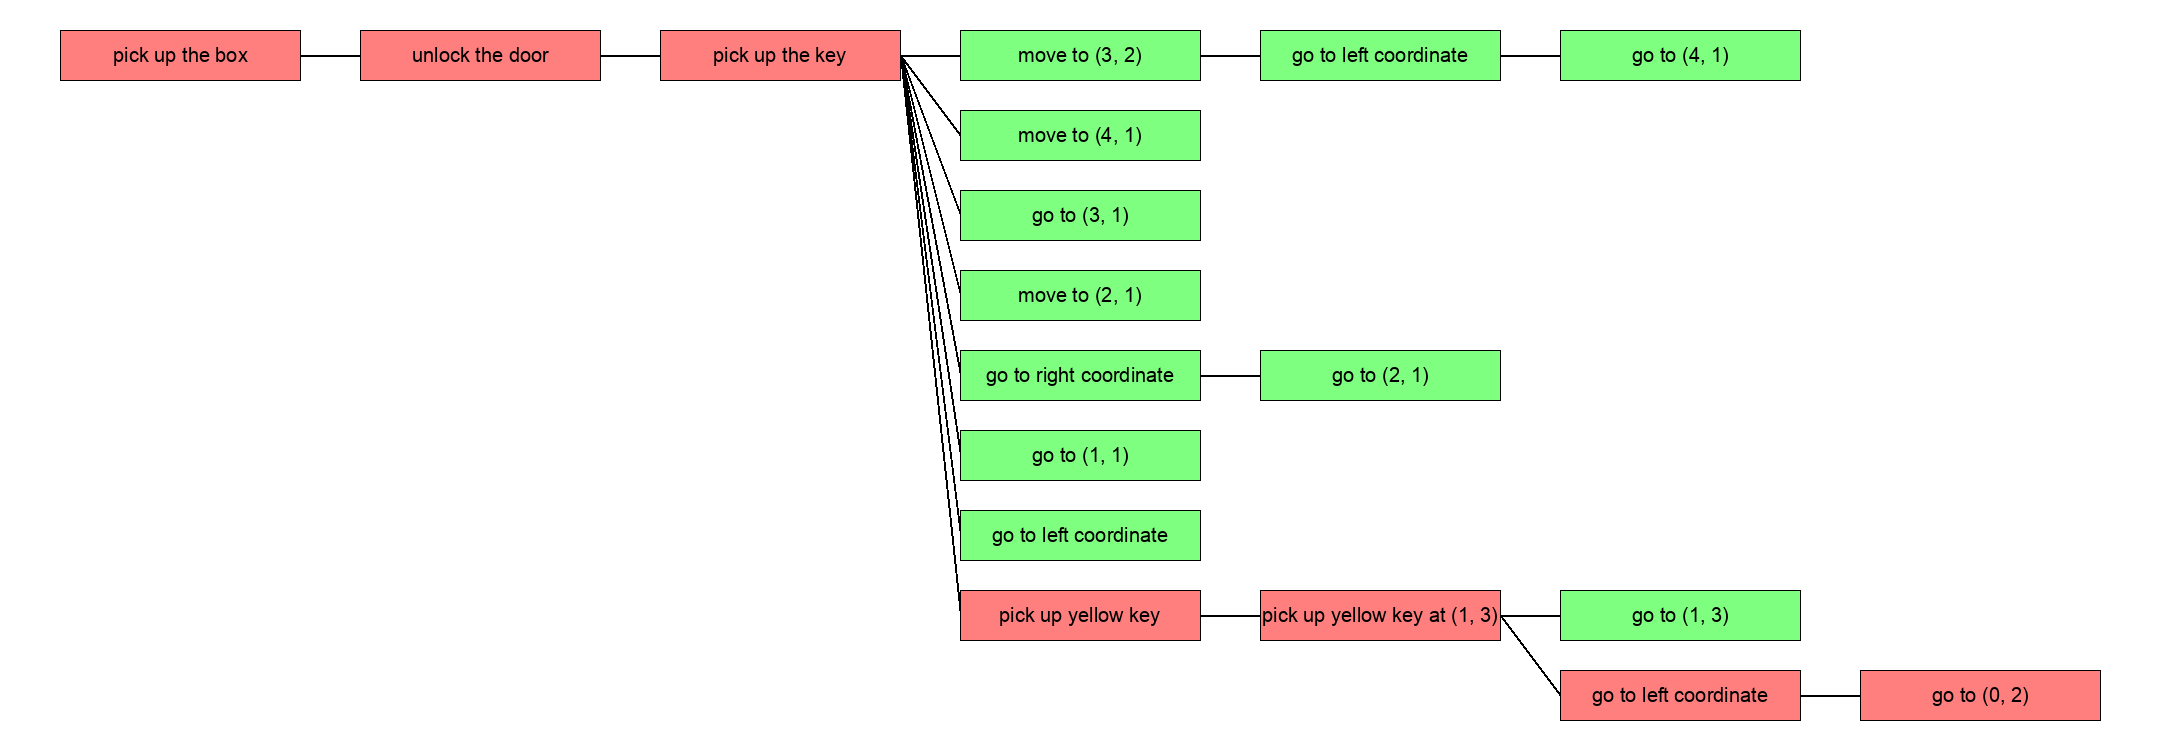 pick up the box
unlock the door
pick up the key
move to (3, 2)
go to left coordinate
go to (4, 1)
move to (4, 1)
go to (3, 1)
move to (2, 1)
go to right coordinate
go to (2, 1)
go to (1, 1)
go to left coordinate
pick up yellow key
pick up yellow key at (1, 3)
go to (1, 3)
go to left coordinate
go to (0, 2)